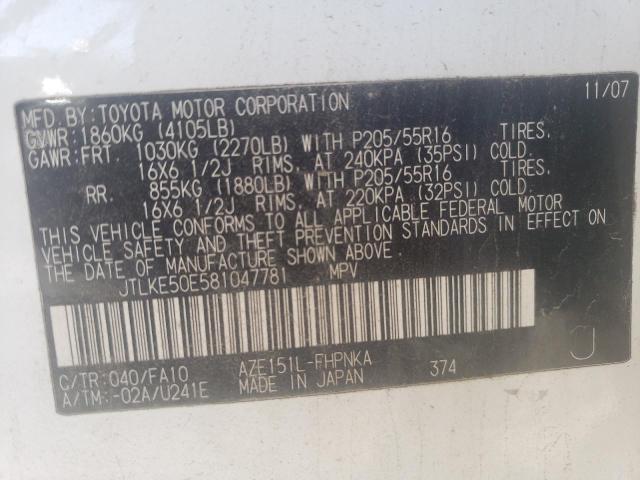 MFD.BY:TOYOTA MOTOR CORPORATION 11/07
GVWR:1860KG (4105LB)
GAWR:FRT 1030KG (2270LB) WITH P205/55R16 TIRES,
16X6 1/2J RIMS, AT 240KPA (35PSI) COLD.
RR. 855KG (1880LB) WITH P205/55R16 TIRES,
16X6 1/2J RIMS, AT 220KPA (32PSI) COLD.
THIS VEHICLE CONFORMS TO ALL APPLICABLE FEDERAL MOTOR
VEHICLE SAFETY AND THEFT PREVENTION STANDARDS IN EFFECT ON
THE DATE OF MANUFACTURE SHOWN ABOVE.
JTLKE50E581047781 MPV
C/TR:040/FA10 AZE151L-FHPNKA 374 J
A/TM:-02A/U241E MADE IN JAPAN